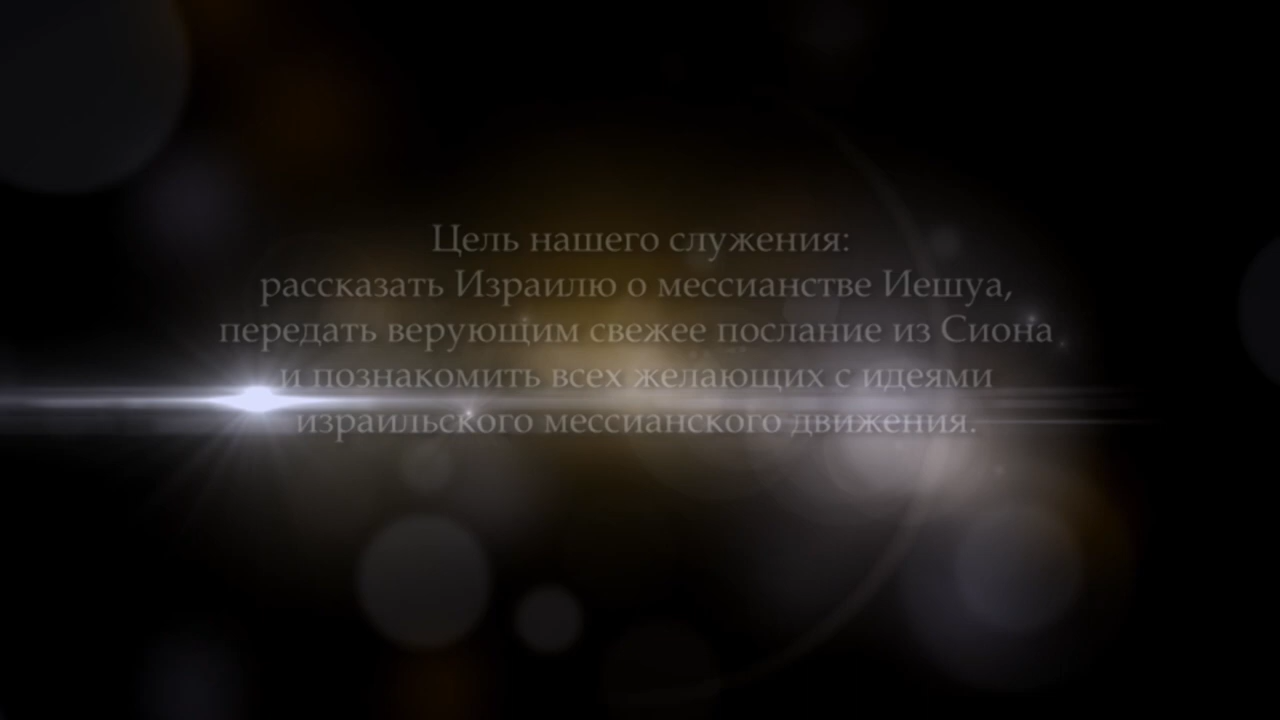 Цель нашего служения:
рассказать Израилю о мессианстве Иешуа,
передать верующим свежее послание из Сиона
и познакомить всех желающих с идеями
израильского мессианского движения.